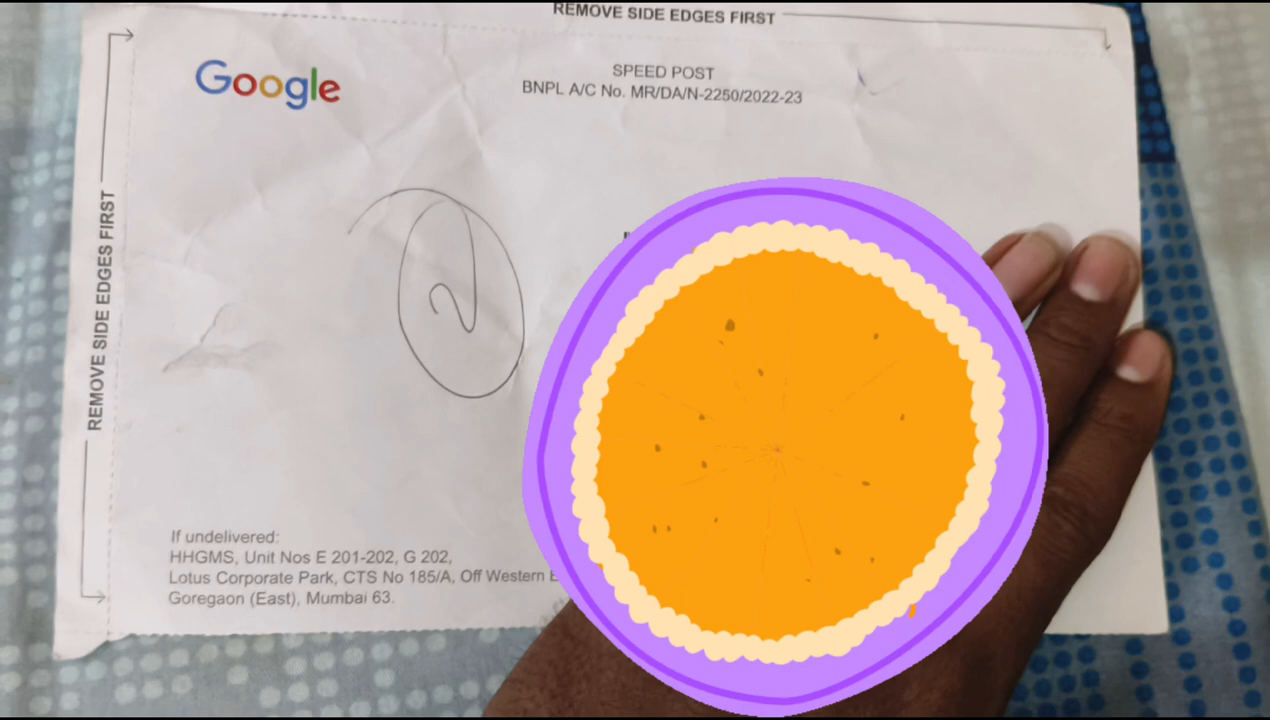 REMOVE SIDE EDGES FIRST
Google
SPEED POST
BNPL A/C No. MR/DA/N-2250/2022-23
REMOVE SIDE EDGES FIRST
2
If undelivered:
HHGMS, Unit Nos E 201-202, G 202,
Lotus Corporate Park, CTS No 185/A, Off Western
Goregaon (East), Mumbai 63.